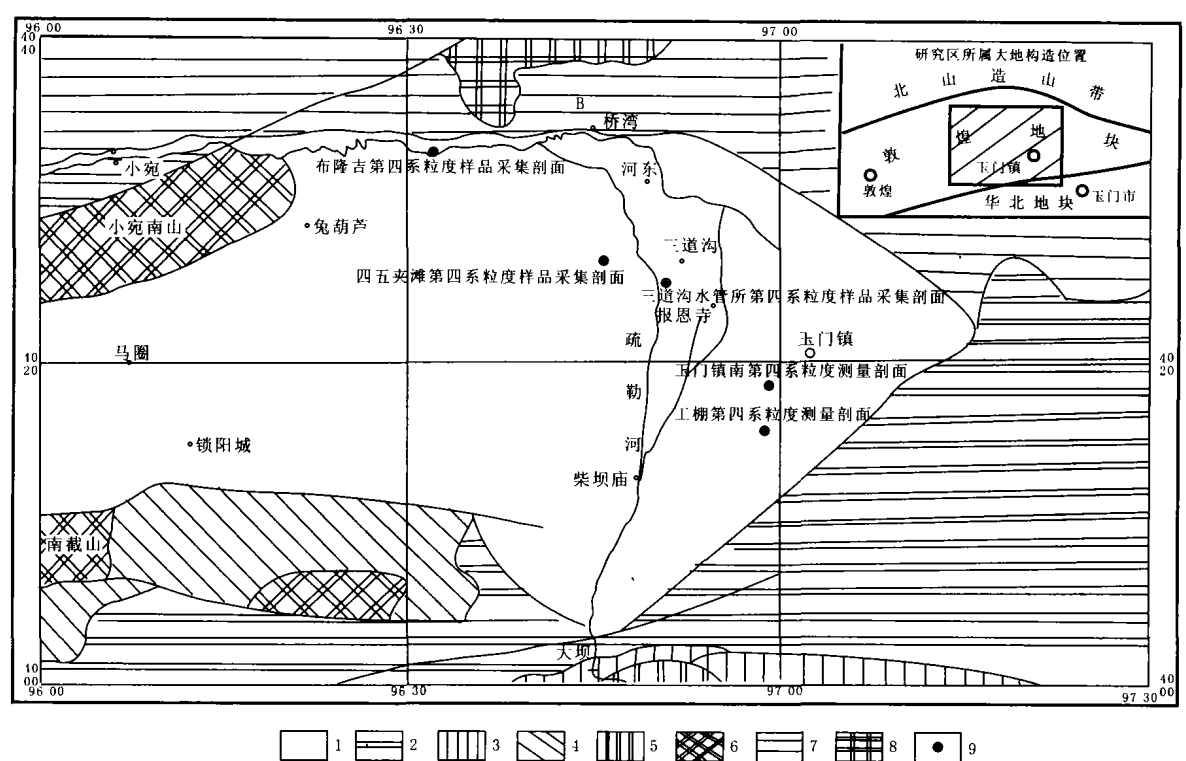 96 00
96 30
97 00
40
40
研究区所属大地构造位置
北山造山带
敦煌地块
玉门镇
敦煌
玉门市
华北地块
B
桥湾
小宛
布隆吉第四系粒度样品采集剖面
河东
小宛南山
兔葫芦
三道沟
四五夹滩第四系粒度样品采集剖面
三道沟水管所第四系粒度样品采集剖面
报恩寺
疏勒河
马圈
玉门镇
10
20
40
20
玉门镇南第四系粒度测量剖面
工棚第四系粒度测量剖面
锁阳城
柴坝庙
南截山
大坝
10
00
40
00
96 00
96 30
97 00
97 30
1 2 3 4 5 6 7 8 9